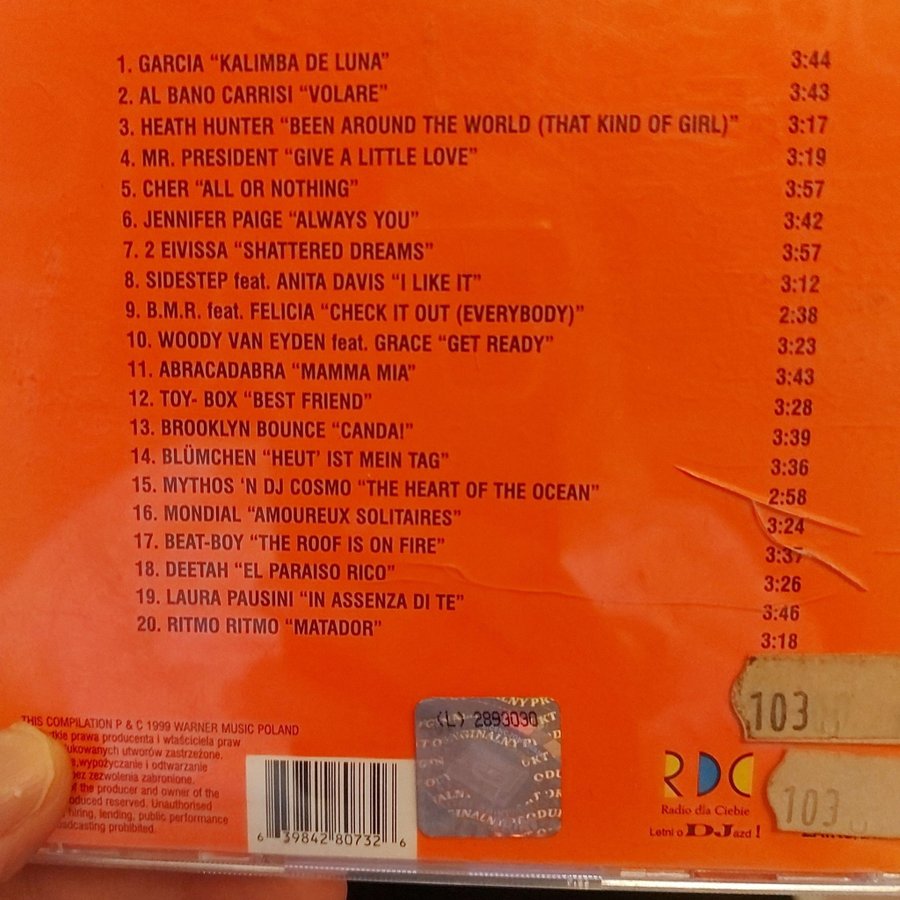 1. GARCIA “KALIMBA DE LUNA” 3:44
2. AL BANO CARRISI “VOLARE” 3:43
3. HEATH HUNTER “BEEN AROUND THE WORLD (THAT KIND OF GIRL)” 3:17
4. MR. PRESIDENT “GIVE A LITTLE LOVE” 3:19
5. CHER “ALL OR NOTHING” 3:57
6. JENNIFER PAIGE “ALWAYS YOU” 3:42
7. 2 EIVISSA “SHATTERED DREAMS” 3:57
8. SIDESTEP feat. ANITA DAVIS “I LIKE IT” 3:12
9. B.M.R. feat. FELICIA “CHECK IT OUT (EVERYBODY)” 2:38
10. WOODY VAN EYDEN feat. GRACE “GET READY” 3:23
11. ABRACADABRA “MAMMA MIA” 3:43
12. TOY- BOX “BEST FRIEND” 3:28
13. BROOKLYN BOUNCE “CANDA!” 3:39
14. BLÜMCHEN “HEUT’ IST MEIN TAG” 3:36
15. MYTHOS ’N DJ COSMO “THE HEART OF THE OCEAN” 2:58
16. MONDIAL “AMOUREUX SOLITAIRES” 3:24
17. BEAT-BOY “THE ROOF IS ON FIRE” 3:37
18. DEETAH “EL PARAISO RICO” 3:26
19. LAURA PAUSINI “IN ASSENZA DI TE” 3:46
20. RITMO RITMO “MATADOR” 3:18
THIS COMPILATION P & C 1999 WARNER MUSIC POLAND
prawa producenta i właściciela praw
utworów zastrzeżone.
wypożyczanie i odtwarzanie
bez zezwolenia zabronione.
of the producer and owner of the
reserved. Unauthorised
hiring, lending, public performance
prohibited.
6 39842 80732 6
(L) 2893030
103
RDC
Radio dla Ciebie
Letni o DJazd !
103